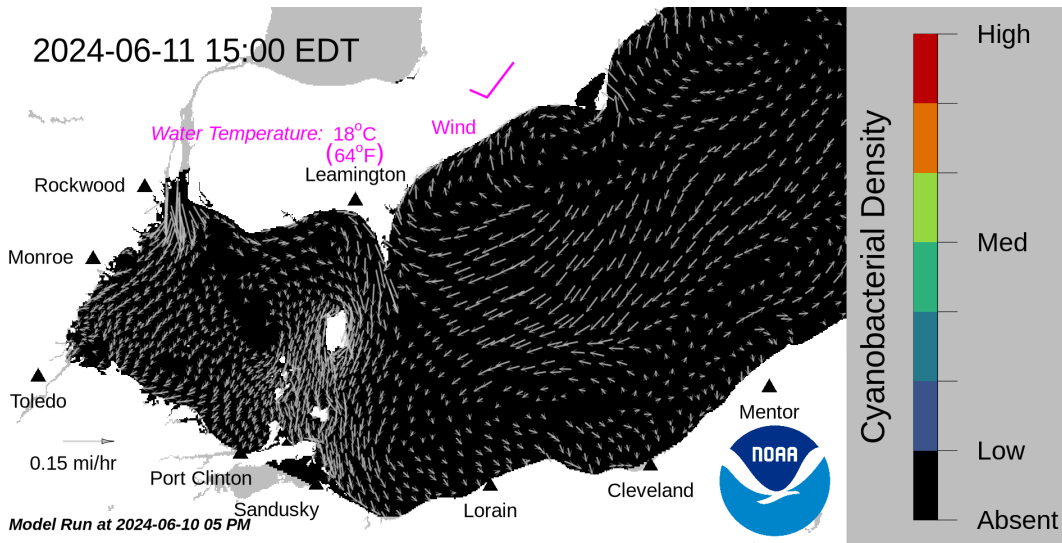 2024-06-11 15:00 EDT
High
Wind
Water Temperature: 18°C
(64°F)
Leamington
Rockwood
Cyanobacterial Density
Monroe
Med
Toledo
Mentor
NOAA
0.15 mi/hr
Low
Port Clinton
Cleveland
Sandusky
Lorain
Model Run at 2024-06-10 05 PM
Absent